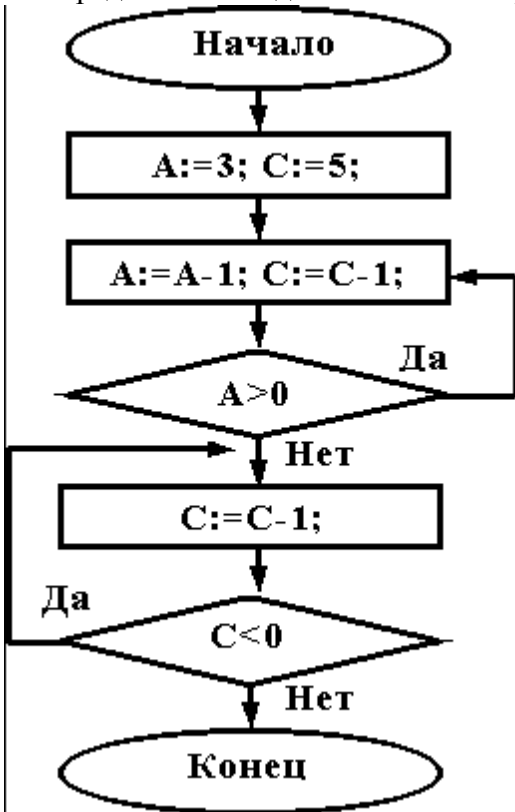 Начало
A:=3; C:=5;
A:=A-1; C:=C-1;
Да
A>0
Нет
C:=C-1;
Да
C<0
Нет
Конец